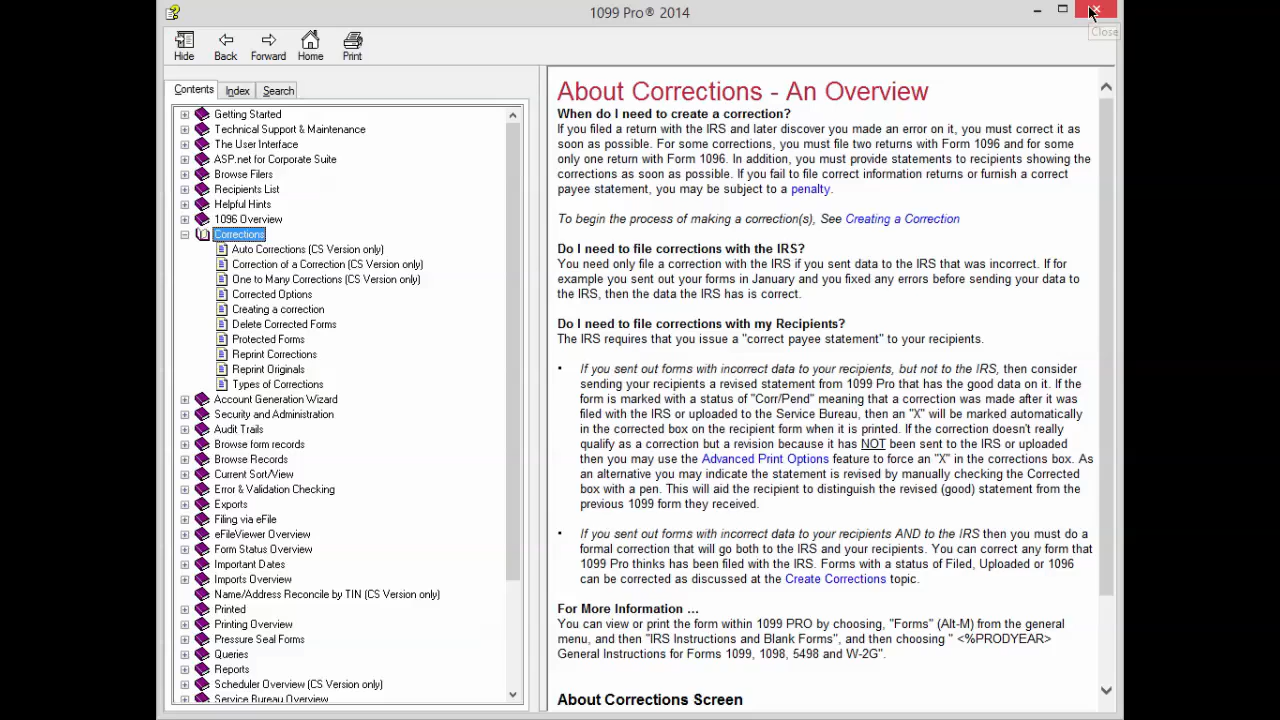 1099 Pro® 2014
Close
Hide
Back
Forward
Home
Print
Contents
Index
Search
Getting Started
Technical Support & Maintenance
The User Interface
ASP.net for Corporate Suite
Browse Filers
Recipients List
Helpful Hints
1096 Overview
Corrections
Auto Corrections (CS Version only)
Correction of a Correction (CS Version only)
One to Many Corrections (CS Version only)
Corrected Options
Creating a correction
Delete Corrected Forms
Protected Forms
Reprint Corrections
Reprint Originals
Types of Corrections
Account Generation Wizard
Security and Administration
Audit Trails
Browse form records
Browse Records
Current Sort/View
Error & Validation Checking
Exports
Filing via eFile
eFileViewer Overview
Form Status Overview
Important Dates
Imports Overview
Name/Address Reconcile by TIN (CS Version only)
Printed
Printing Overview
Pressure Seal Forms
Queries
Reports
Scheduler Overview (CS Version only)
Service Bureau Overview
About Corrections - An Overview
When do I need to create a correction?
If you filed a return with the IRS and later discover you made an error on it, you must correct it as
soon as possible. For some corrections, you must file two returns with Form 1096 and for some
only one return with Form 1096. In addition, you must provide statements to recipients showing the
corrections as soon as possible. If you fail to file correct information returns or furnish a correct
payee statement, you may be subject to a penalty.
To begin the process of making a correction(s), See Creating a Correction
Do I need to file corrections with the IRS?
You need only file a correction with the IRS if you sent data to the IRS that was incorrect. If for
example you sent out your forms in January and you fixed any errors before sending your data to
the IRS, then the data the IRS has is correct.
Do I need to file corrections with my Recipients?
The IRS requires that you issue a "correct payee statement" to your recipients.
• If you sent out forms with incorrect data to your recipients, but not to the IRS, then consider
sending your recipients a revised statement from 1099 Pro that has the good data on it. If the
form is marked with a status of "Corr/Pend" meaning that a correction was made after it was
filed with the IRS or uploaded to the Service Bureau, then an "X" will be marked automatically
in the corrected box on the recipient form when it is printed. If the correction doesn't really
qualify as a correction but a revision because it has NOT been sent to the IRS or uploaded
then you may use the Advanced Print Options feature to force an "X" in the corrections box. As
an alternative you may indicate the statement is revised by manually checking the Corrected
box with a pen. This will aid the recipient to distinguish the revised (good) statement from the
previous 1099 form they received.
• If you sent out forms with incorrect data to your recipients AND to the IRS then you must do a
formal correction that will go both to the IRS and your recipients. You can correct any form that
1099 Pro thinks has been filed with the IRS. Forms with a status of Filed, Uploaded or 1096
can be corrected as discussed at the Create Corrections topic.
For More Information ...
You can view or print the form within 1099 PRO by choosing, "Forms" (Alt-M) from the general
menu, and then "IRS Instructions and Blank Forms", and then choosing " <%PRODYEAR>
General Instructions for Forms 1099, 1098, 5498 and W-2G".
About Corrections Screen